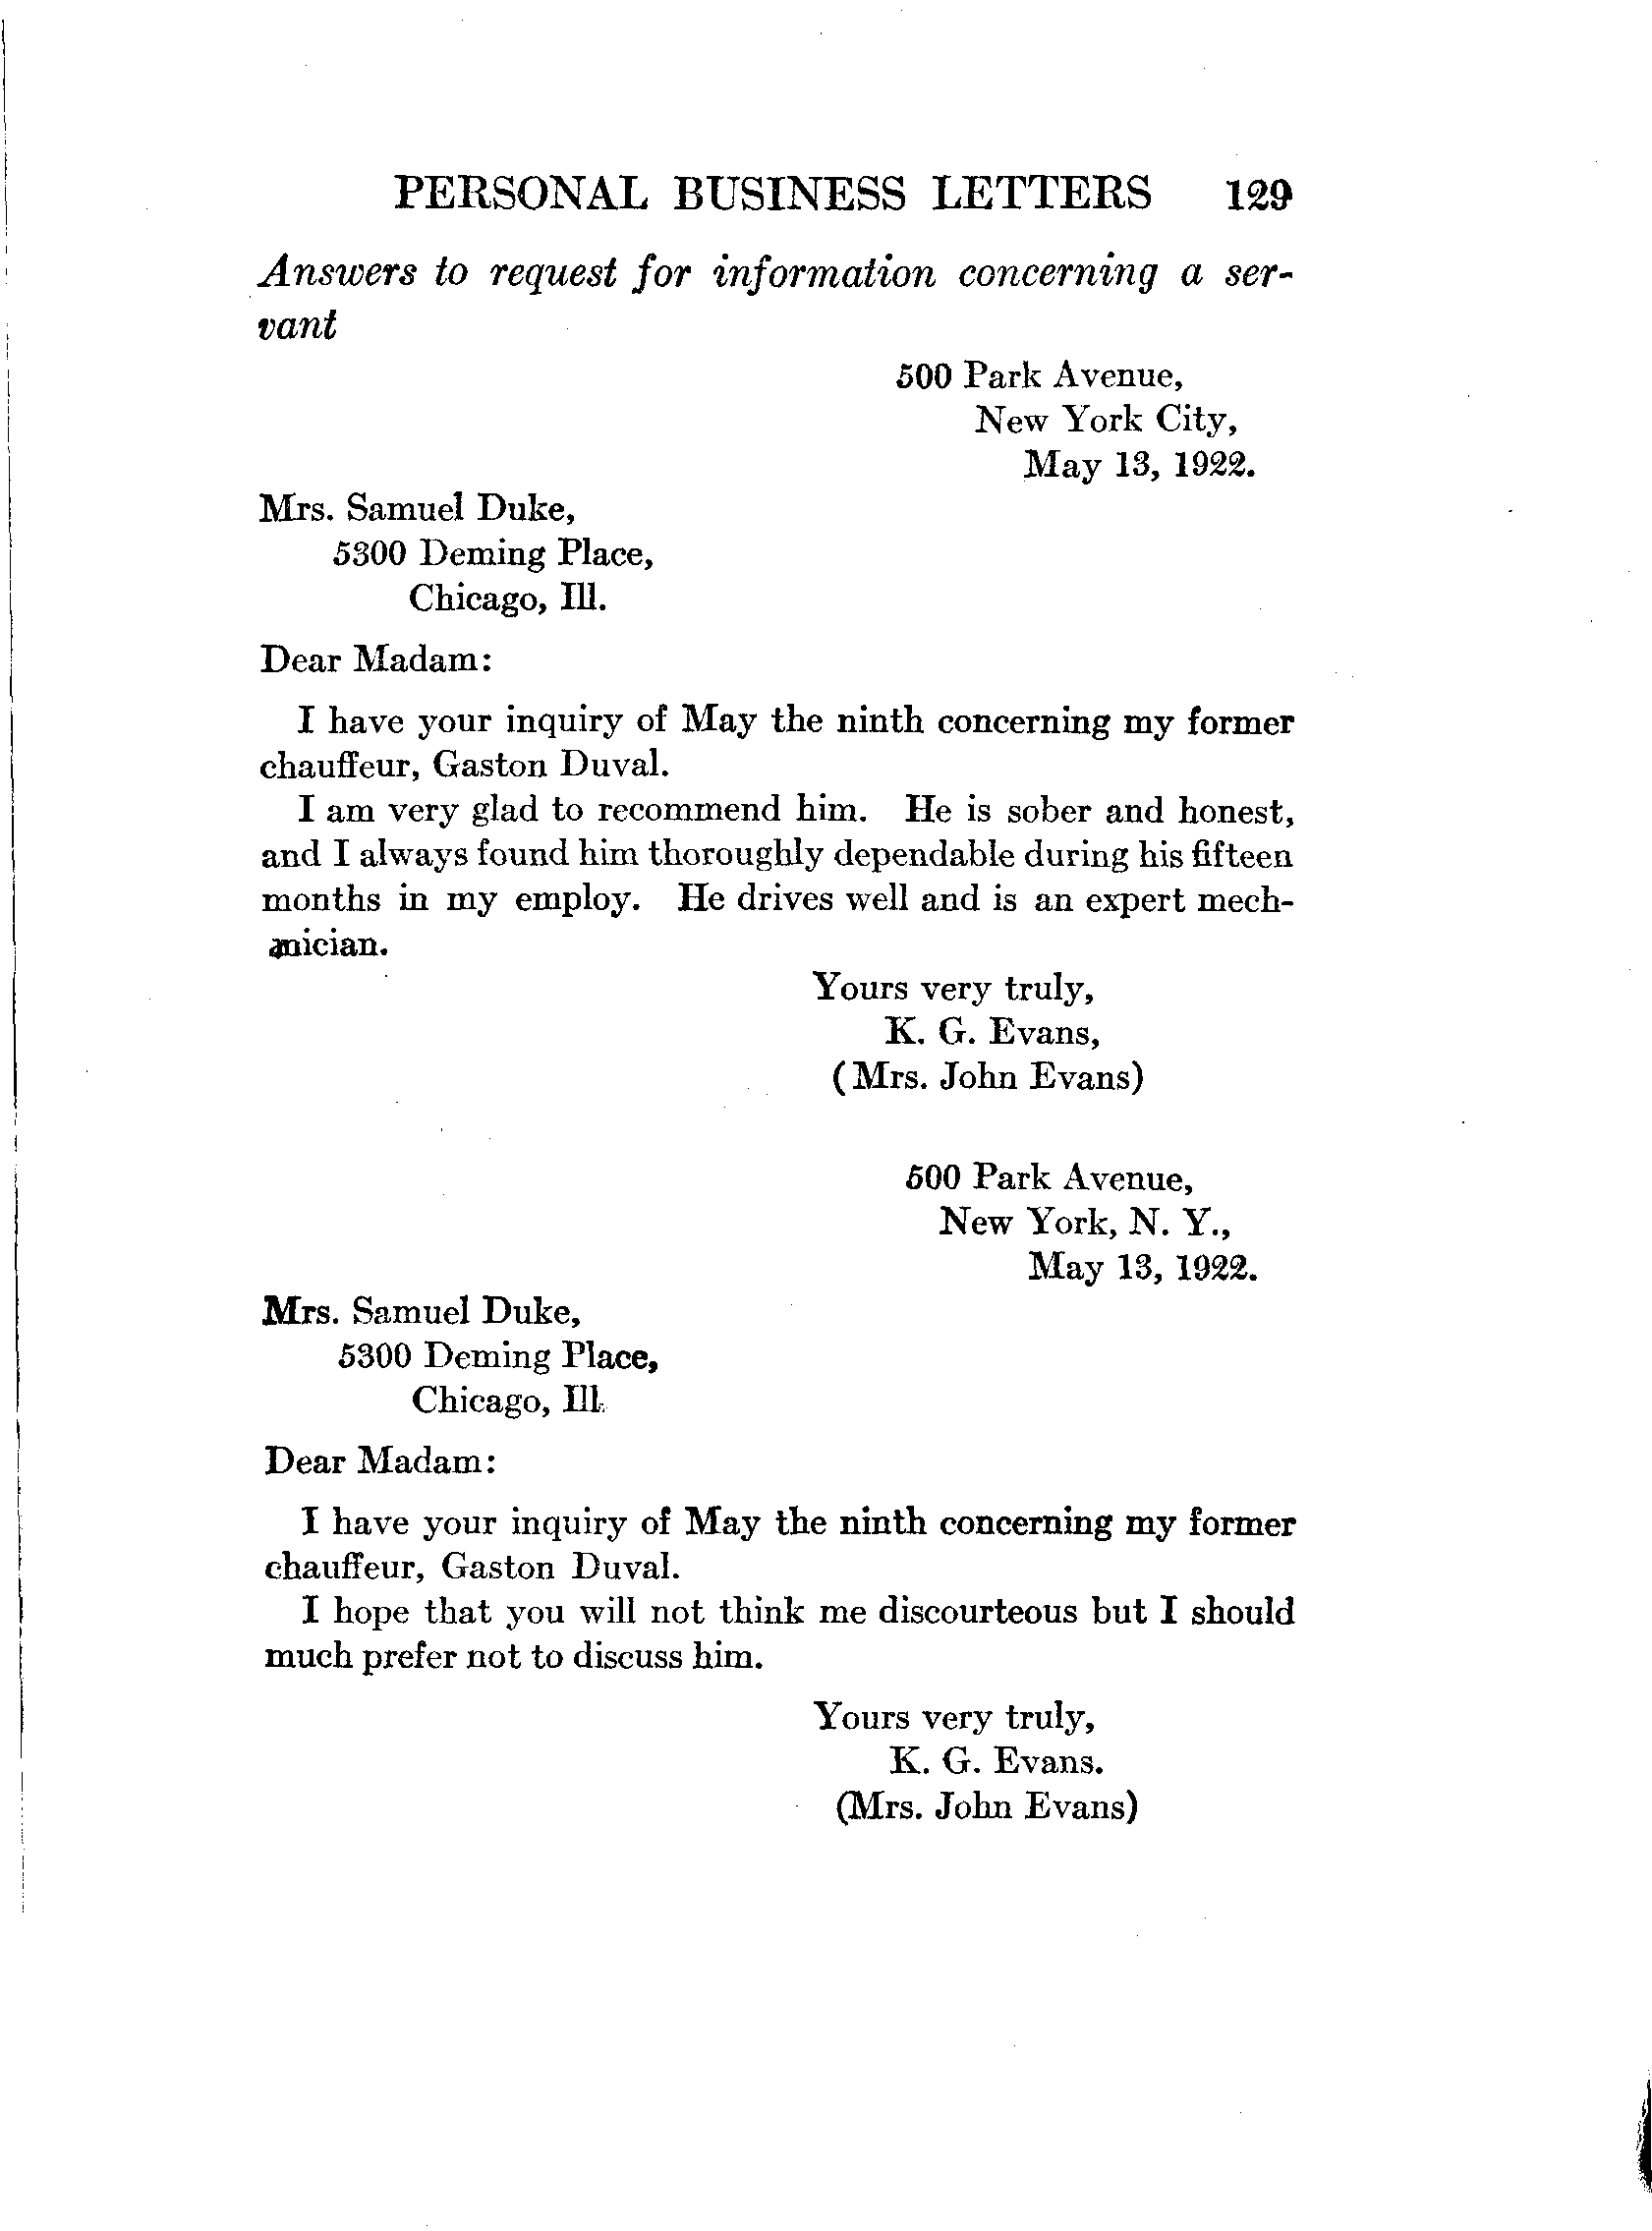 PERSONAL BUSINESS LETTERS 129
Answers to request for information concerning a ser-
vant
500 Park Avenue,
New York City,
May 13, 1922.
Mrs. Samuel Duke,
5300 Deming Place,
Chicago, Ill.
Dear Madam:
I have your inquiry of May the ninth concerning my former
chauffeur, Gaston Duval.
I am very glad to recommend him. He is sober and honest,
and I always found him thoroughly dependable during his fifteen
months in my employ. He drives well and is an expert mech-
anician.
Yours very truly,
K. G. Evans,
(Mrs. John Evans)
500 Park Avenue,
New York, N. Y.,
May 13, 1922.
Mrs. Samuel Duke,
5300 Deming Place,
Chicago, Ill.
Dear Madam:
I have your inquiry of May the ninth concerning my former
chauffeur, Gaston Duval.
I hope that you will not think me discourteous but I should
much prefer not to discuss him.
Yours very truly,
K. G. Evans.
(Mrs. John Evans)